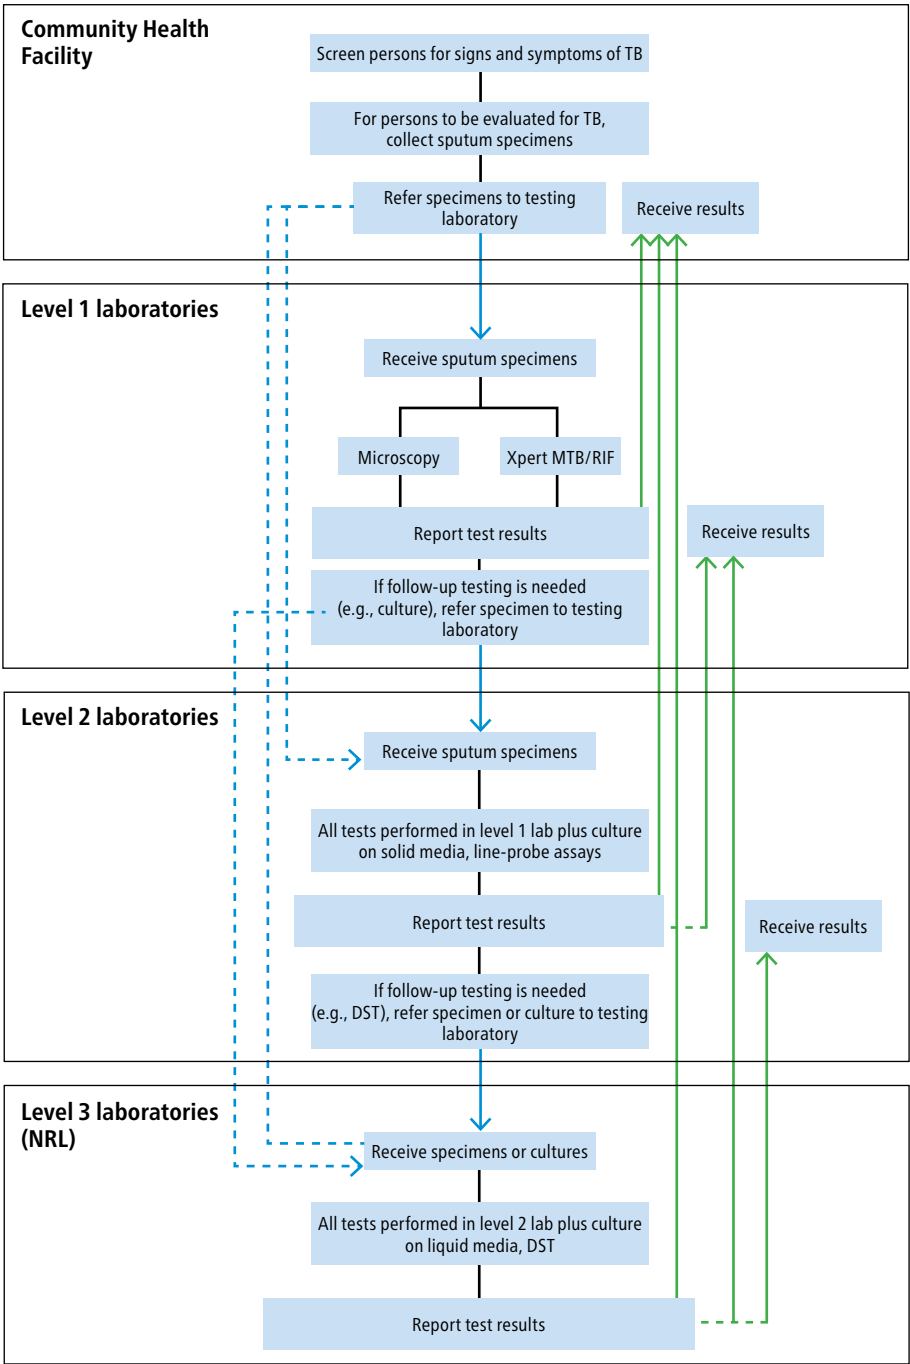 Community Health
Facility
Screen persons for signs and symptoms of TB
For persons to be evaluated for TB,
collect sputum specimens
Refer specimens to testing
laboratory
Receive results
Level 1 laboratories
Receive sputum specimens
Microscopy
Xpert MTB/RIF
Report test results
Receive results
If follow-up testing is needed
(e.g., culture), refer specimen to testing
laboratory
Level 2 laboratories
Receive sputum specimens
All tests performed in level 1 lab plus culture
on solid media, line-probe assays
Report test results
Receive results
If follow-up testing is needed
(e.g., DST), refer specimen or culture to testing
laboratory
Level 3 laboratories
(NRL)
Receive specimens or cultures
All tests performed in level 2 lab plus culture
on liquid media, DST
Report test results